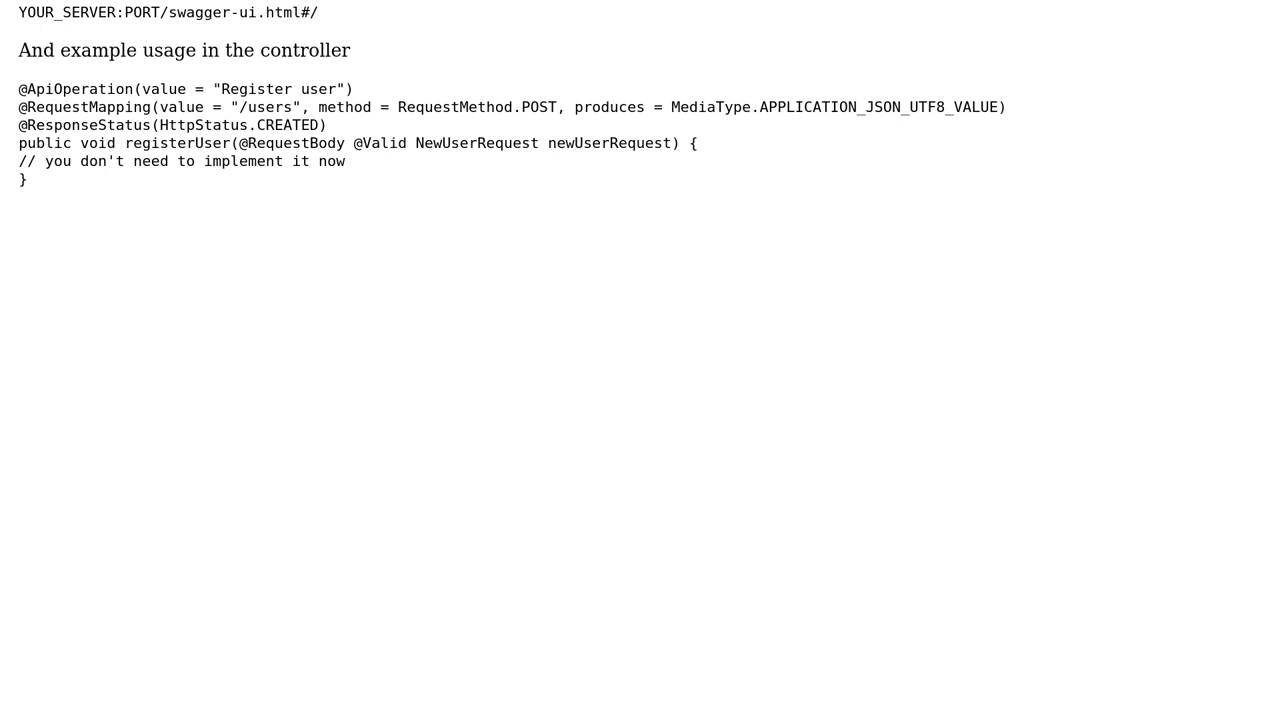 YOUR_SERVER:PORT/swagger-ui.html#/
And example usage in the controller
@ApiOperation(value = "Register user")
@RequestMapping(value = "/users", method = RequestMethod.POST, produces = MediaType.APPLICATION_JSON_UTF8_VALUE)
@ResponseStatus(HttpStatus.CREATED)
public void registerUser(@RequestBody @Valid NewUserRequest newUserRequest) {
// you don't need to implement it now
}